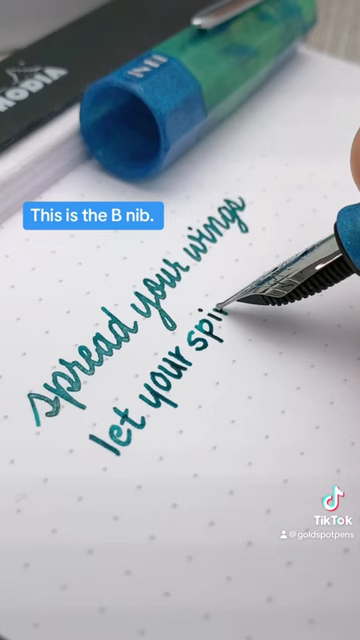 RHODIA
This is the B nib.
spread your wings
let your spi
TikTok
@goldspotpens